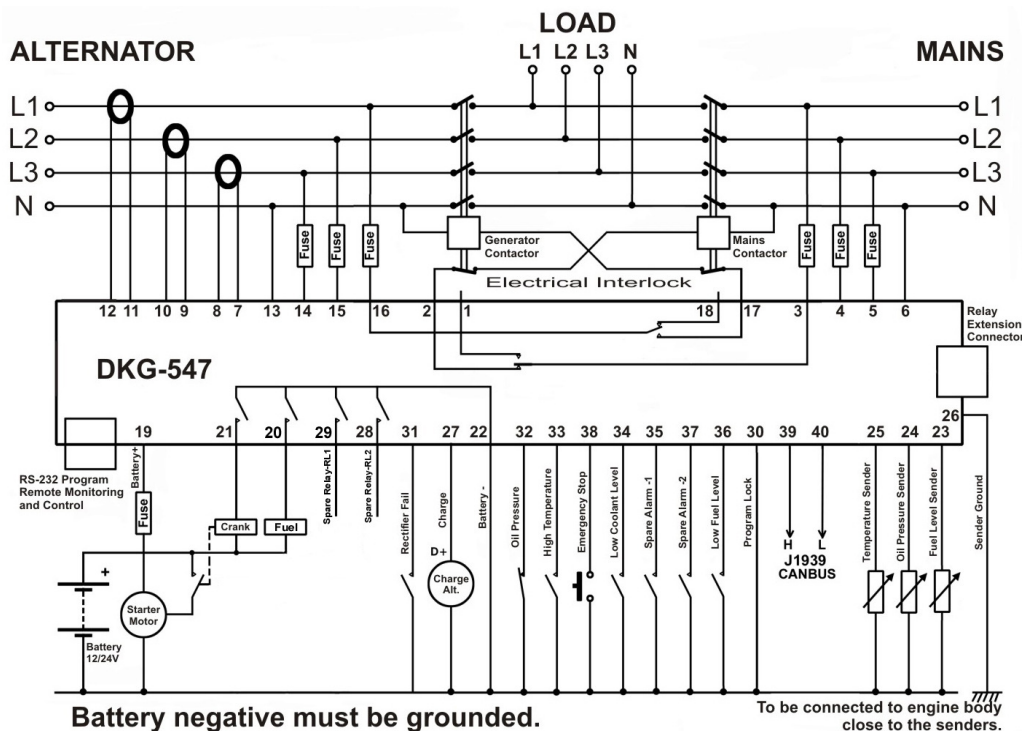 LOAD
ALTERNATOR
L1 L2 L3 N
MAINS
L1
L1
L2
L2
L3
L3
N
N
Fuse
Fuse
Fuse
Generator
Contactor
Mains
Contactor
Fuse
Fuse
Fuse
Electrical Interlock
12 11 10 9 8 7 13 14 15 16 2 1 18 17 3 4 5 6
Relay
Extension
Connector
DKG-547
26
19 21 20 29 28 31 27 22 32 33 38 34 35 37 36 30 39 40 25 24 23
RS-232 Program
Remote Monitoring
and Control
Battery+
Fuse
Crank
Fuel
Spare Relay-RL1
Spare Relay-RL2
Rectifier Fail
Charge
Battery -
Oil Pressure
High Temperature
Emergency Stop
Low Coolant Level
Spare Alarm -1
Spare Alarm -2
Low Fuel Level
Program Lock
H L
J1939
CANBUS
Temperature Sender
Oil Pressure Sender
Fuel Level Sender
Sender Ground
D+
Charge
Alt.
+
Starter
Motor
Battery
12/24V
Battery negative must be grounded.
To be connected to engine body
close to the senders.